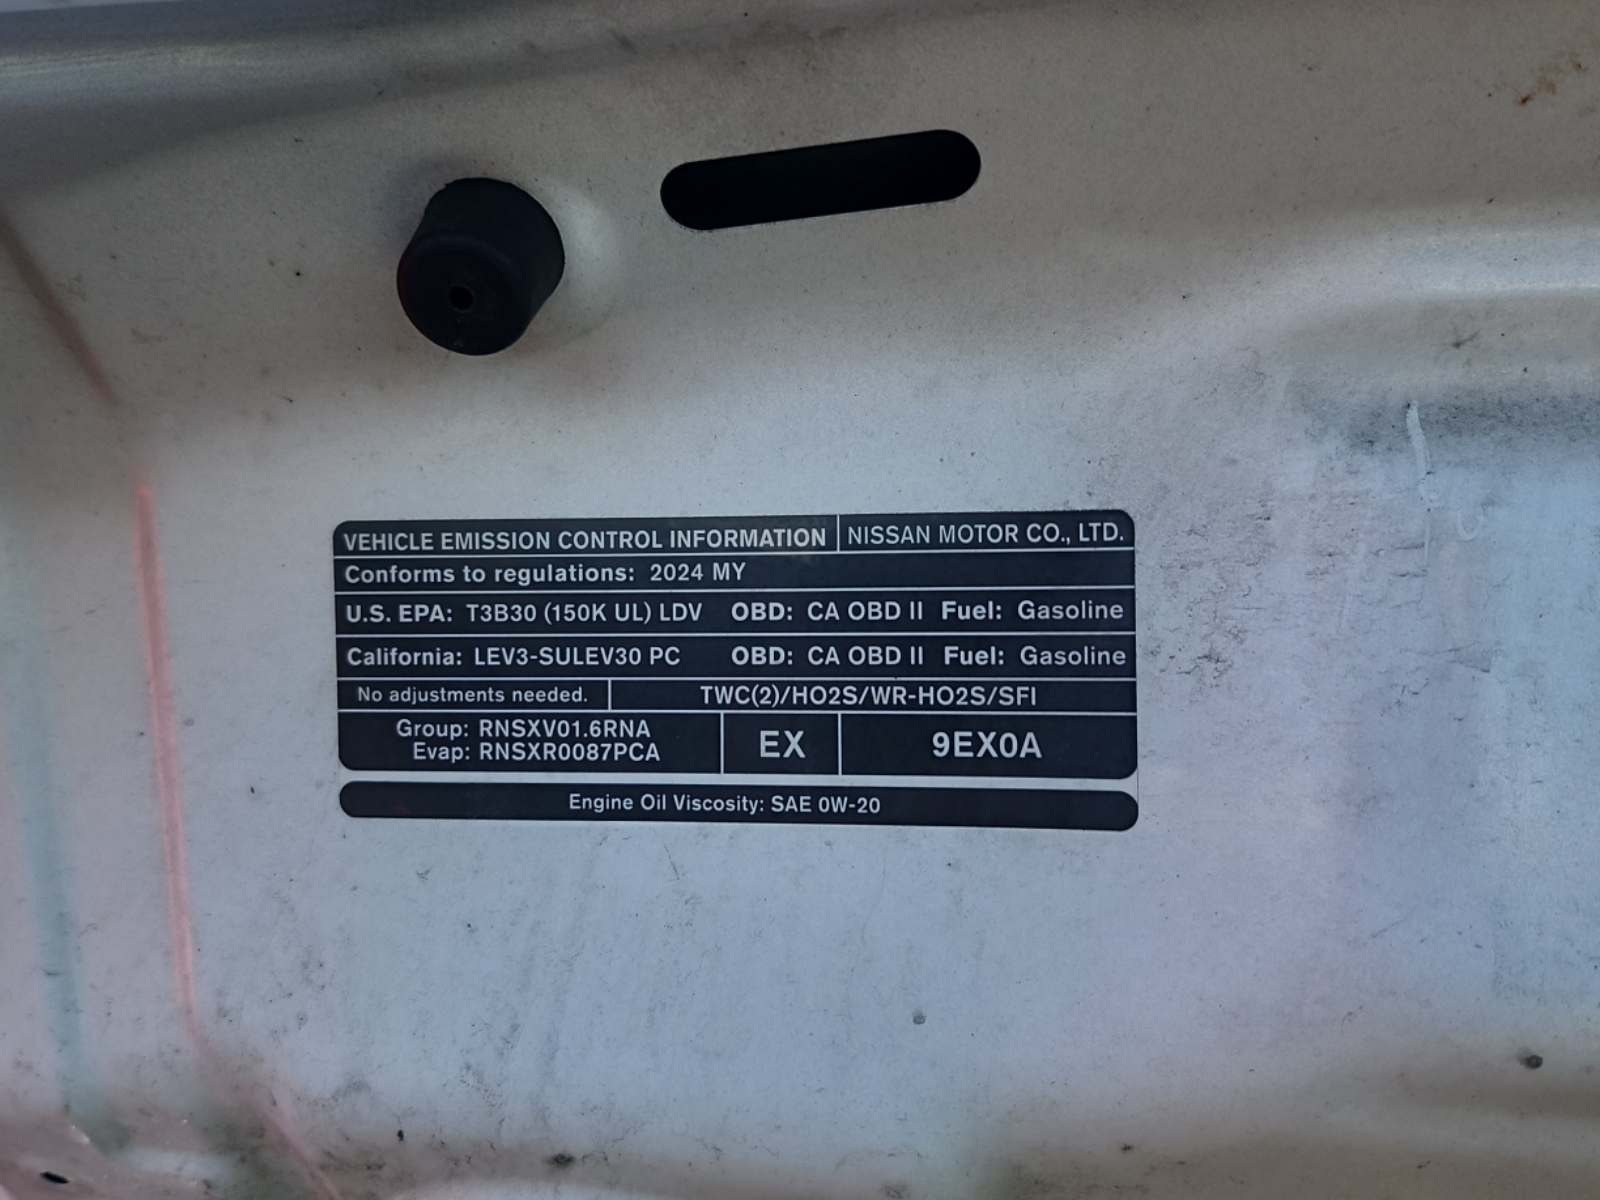 VEHICLE EMISSION CONTROL INFORMATION NISSAN MOTOR CO., LTD.
Conforms to regulations: 2024 MY
U.S. EPA: T3B30 (150K UL) LDV OBD: CA OBD II Fuel: Gasoline
California: LEV3-SULEV30 PC OBD: CA OBD II Fuel: Gasoline
No adjustments needed. TWC(2)/HO2S/WR-HO2S/SFI
Group: RNSXV01.6RNA
Evap: RNSXR0087PCA
EX
9EX0A
Engine Oil Viscosity: SAE 0W-20